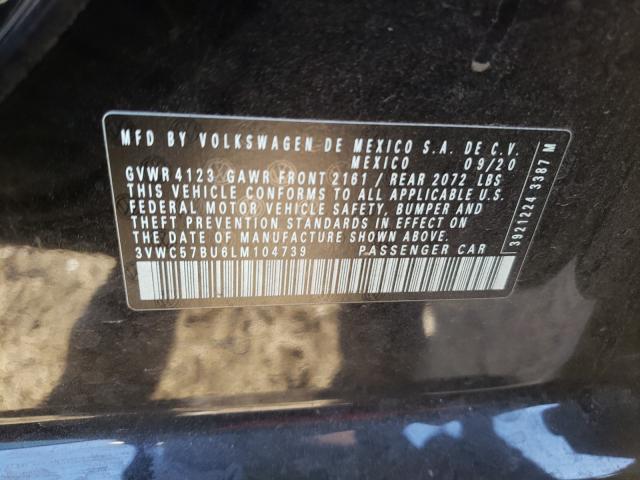 MFD BY VOLKSWAGEN DE MEXICO S.A. DE C.V.
MEXICO 09/20
GVWR 4123 GAWR FRONT 2161 / REAR 2072 LBS
THIS VEHICLE CONFORMS TO ALL APPLICABLE U.S.
FEDERAL MOTOR VEHICLE SAFETY, BUMPER AND
THEFT PREVENTION STANDARDS IN EFFECT ON
THE DATE OF MANUFACTURE SHOWN ABOVE.
3VWC57BU6LM104739 PASSENGER CAR
3921224 3387 M